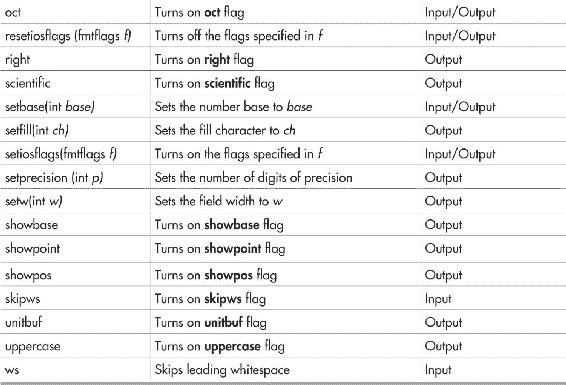 oct Turns on oct flag Input/Output
resetiosflags (fmtflags f) Turns off the flags specified in f Input/Output
right Turns on right flag Output
scientific Turns on scientific flag Output
setbase(int base) Sets the number base to base Input/Output
setfill(int ch) Sets the fill character to ch Output
setiosflags(fmtflags f) Turns on the flags specified in f Input/Output
setprecision (int p) Sets the number of digits of precision Output
setw(int w) Sets the field width to w Output
showbase Turns on showbase flag Output
showpoint Turns on showpoint flag Output
showpos Turns on showpos flag Output
skipws Turns on skipws flag Input
unitbuf Turns on unitbuf flag Output
uppercase Turns on uppercase flag Output
ws Skips leading whitespace Input